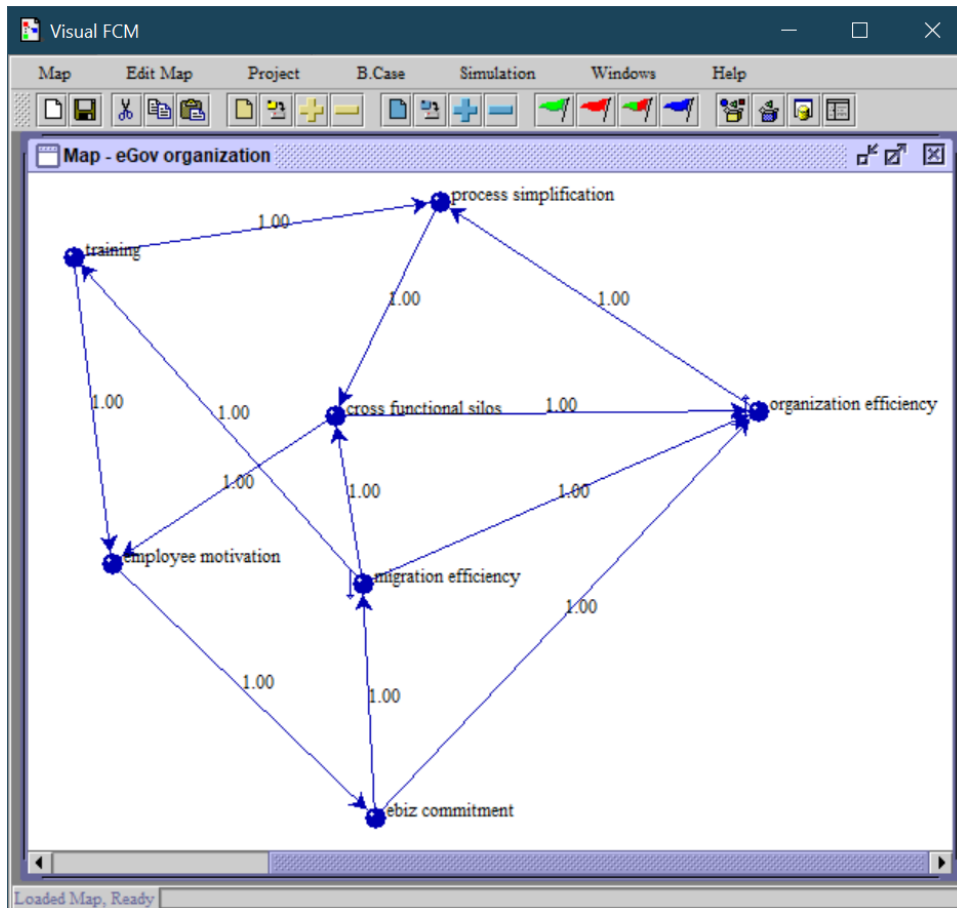 Visual FCM
Map Edit Map Project B.Case Simulation Windows Help
Map - eGov organization
process simplification
1.00
training
1.00
1.00
1.00
1.00
cross functional silos
1.00
organization efficiency
1.00
1.00
1.00
employee motivation
migration efficiency
1.00
1.00
1.00
ebiz commitment
Loaded Map, Ready